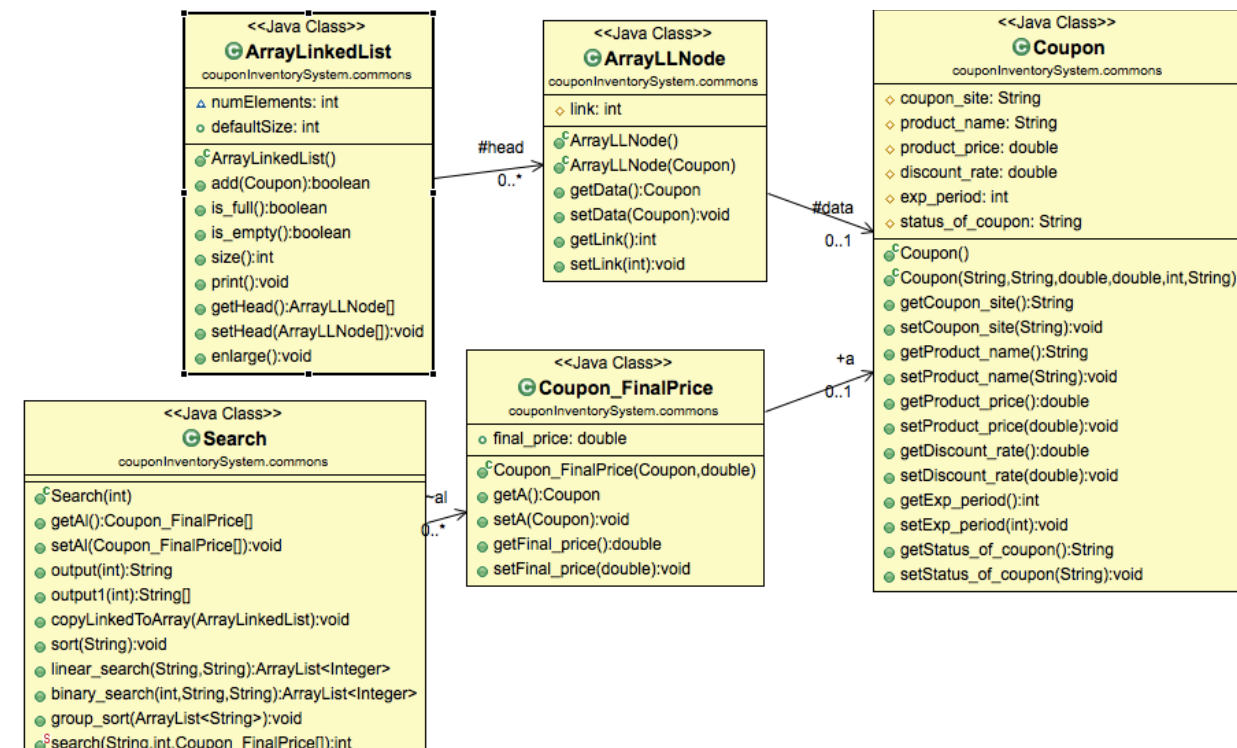 <<Java Class>>
ArrayLinkedList
couponInventorySystem.commons
numElements: int
defaultSize: int
ArrayLinkedList()
add(Coupon):boolean
is_full():boolean
is_empty():boolean
size():int
print():void
getHead():ArrayLLNode[]
setHead(ArrayLLNode[]):void
enlarge():void
#head
0..*
<<Java Class>>
ArrayLLNode
couponInventorySystem.commons
link: int
ArrayLLNode()
ArrayLLNode(Coupon)
getData():Coupon
setData(Coupon):void
getLink():int
setLink(int):void
#data
0..1
<<Java Class>>
Coupon
couponInventorySystem.commons
coupon_site: String
product_name: String
product_price: double
discount_rate: double
exp_period: int
status_of_coupon: String
Coupon()
Coupon(String,String,double,double,int,String)
getCoupon_site():String
setCoupon_site(String):void
getProduct_name():String
setProduct_name(String):void
getProduct_price():double
setProduct_price(double):void
getDiscount_rate():double
setDiscount_rate(double):void
getExp_period():int
setExp_period(int):void
getStatus_of_coupon():String
setStatus_of_coupon(String):void
<<Java Class>>
Search
couponInventorySystem.commons
Search(int)
getAl():Coupon_FinalPrice[]
setAl(Coupon_FinalPrice[]):void
output(int):String
output1(int):String[]
copyLinkedToArray(ArrayLinkedList):void
sort(String):void
linear_search(String,String):ArrayList<Integer>
binary_search(int,String,String):ArrayList<Integer>
group_sort(ArrayList<String>):void
search(String,int,Coupon_FinalPrice[]):int
~al
0..*
<<Java Class>>
Coupon_FinalPrice
couponInventorySystem.commons
final_price: double
Coupon_FinalPrice(Coupon,double)
getA():Coupon
setA(Coupon):void
getFinal_price():double
setFinal_price(double):void
+a
0..1